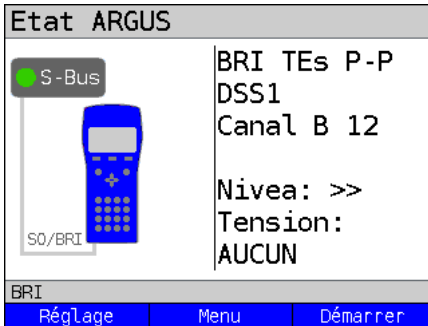 Etat ARGUS
S-Bus
S0/BRI
BRI TEs P-P
DSS1
Canal B 12
Nivea: >>
Tension:
AUCUN
BRI
Réglage Menu Démarrer